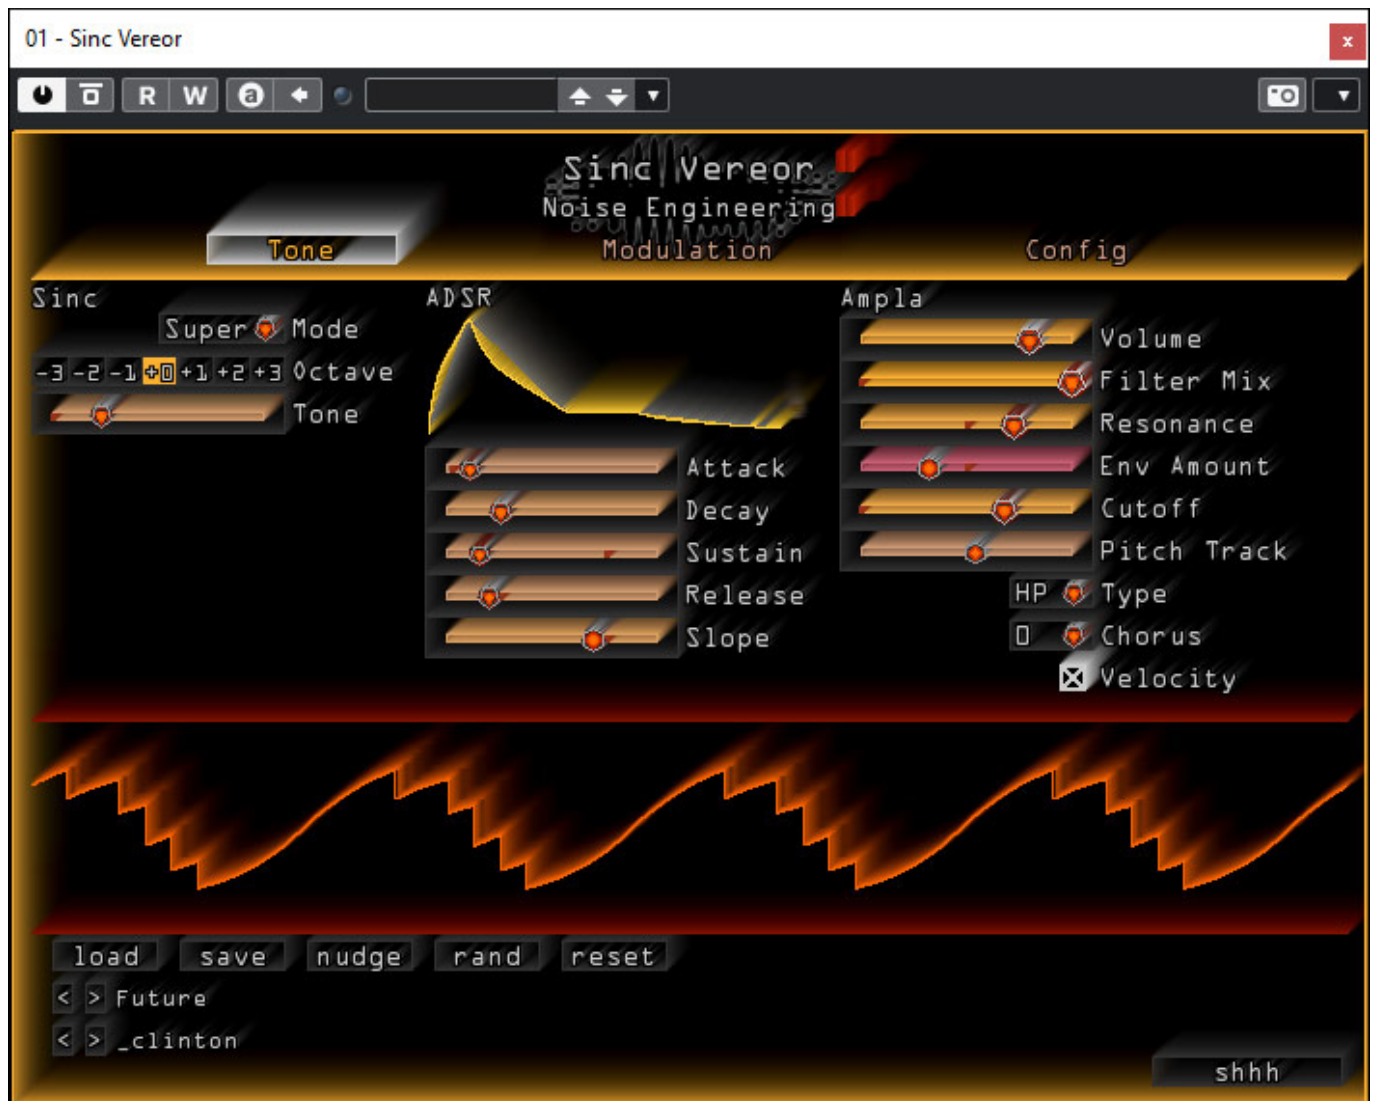 01 - Sinc Vereor
x
R W a
Sinc Vereor
Noise Engineering
Tone Modulation Config
Sinc
Super Mode
-3 -2 -1 +0 +1 +2 +3 Octave
Tone
ADSR
Attack
Decay
Sustain
Release
Slope
Ampla
Volume
Filter Mix
Resonance
Env Amount
Cutoff
Pitch Track
HP Type
0 Chorus
Velocity
load save nudge rand reset
< > Future
< > _clinton
shhh